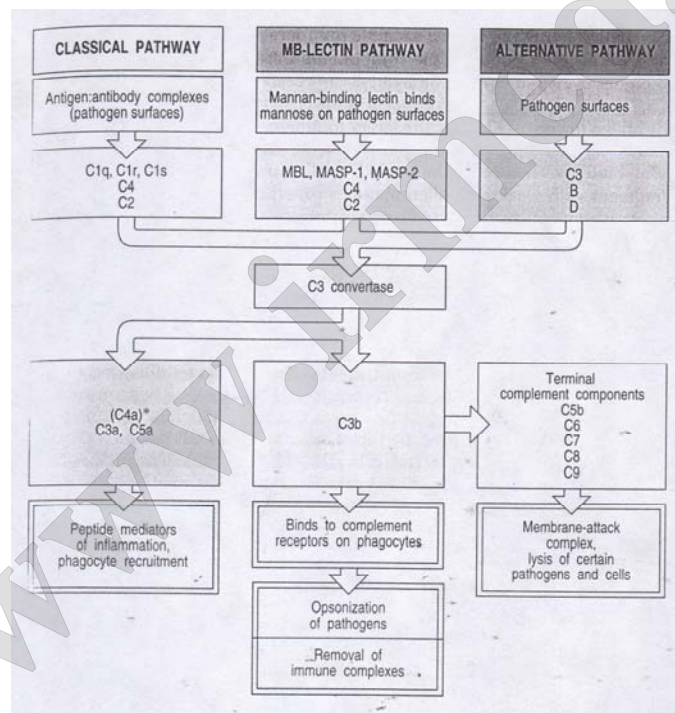 CLASSICAL PATHWAY
MB-LECTIN PATHWAY
ALTERNATIVE PATHWAY
Antigen:antibody complexes
(pathogen surfaces)
Mannan-binding lectin binds
mannose on pathogen surfaces
Pathogen surfaces
C1q, C1r, C1s
C4
C2
MBL, MASP-1, MASP-2
C4
C2
C3
B
D
C3 convertase
(C4a)*
C3a, C5a
C3b
Terminal
complement components
C5b
C6
C7
C8
C9
Peptide mediators
of inflammation,
phagocyte recruitment
Binds to complement
receptors on phagocytes
Membrane-attack
complex,
lysis of certain
pathogens and cells
Opsonization
of pathogens
Removal of
immune complexes